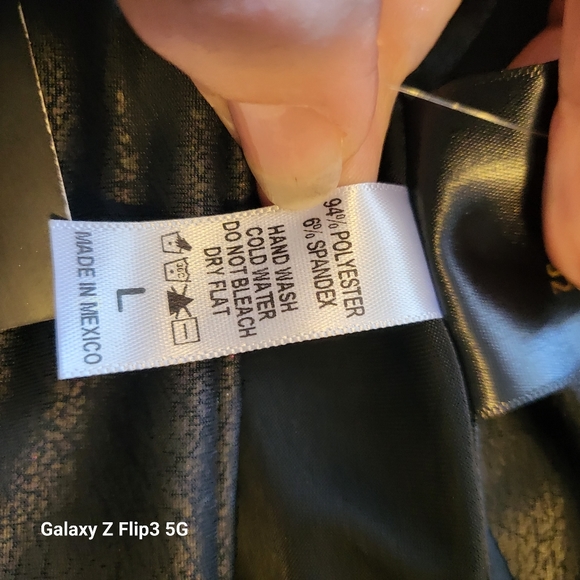 94% POLYESTER
6% SPANDEX
HAND WASH
COLD WATER
DO NOT BLEACH
DRY FLAT
L
MADE IN MEXICO
Galaxy Z Flip3 5G